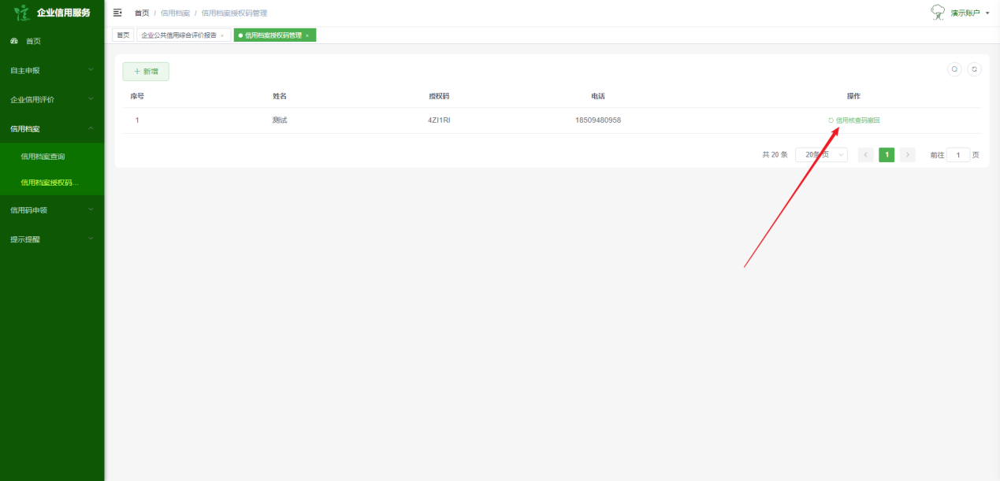 企业信用服务
首页 / 信用档案 / 信用档案授权码管理
演示账户
首页
企业公共信用综合评价报告 ×
信用档案授权码管理 ×
首页
自主申报
企业信用评价
信用档案
信用档案查询
信用档案授权码...
信用码申领
提示提醒
+ 新增
序号 姓名 授权码 电话 操作
1 测试 4ZI1RI 18509480958 信用核查码撤回
共 20 条 20条/页 < 1 > 前往 1 页